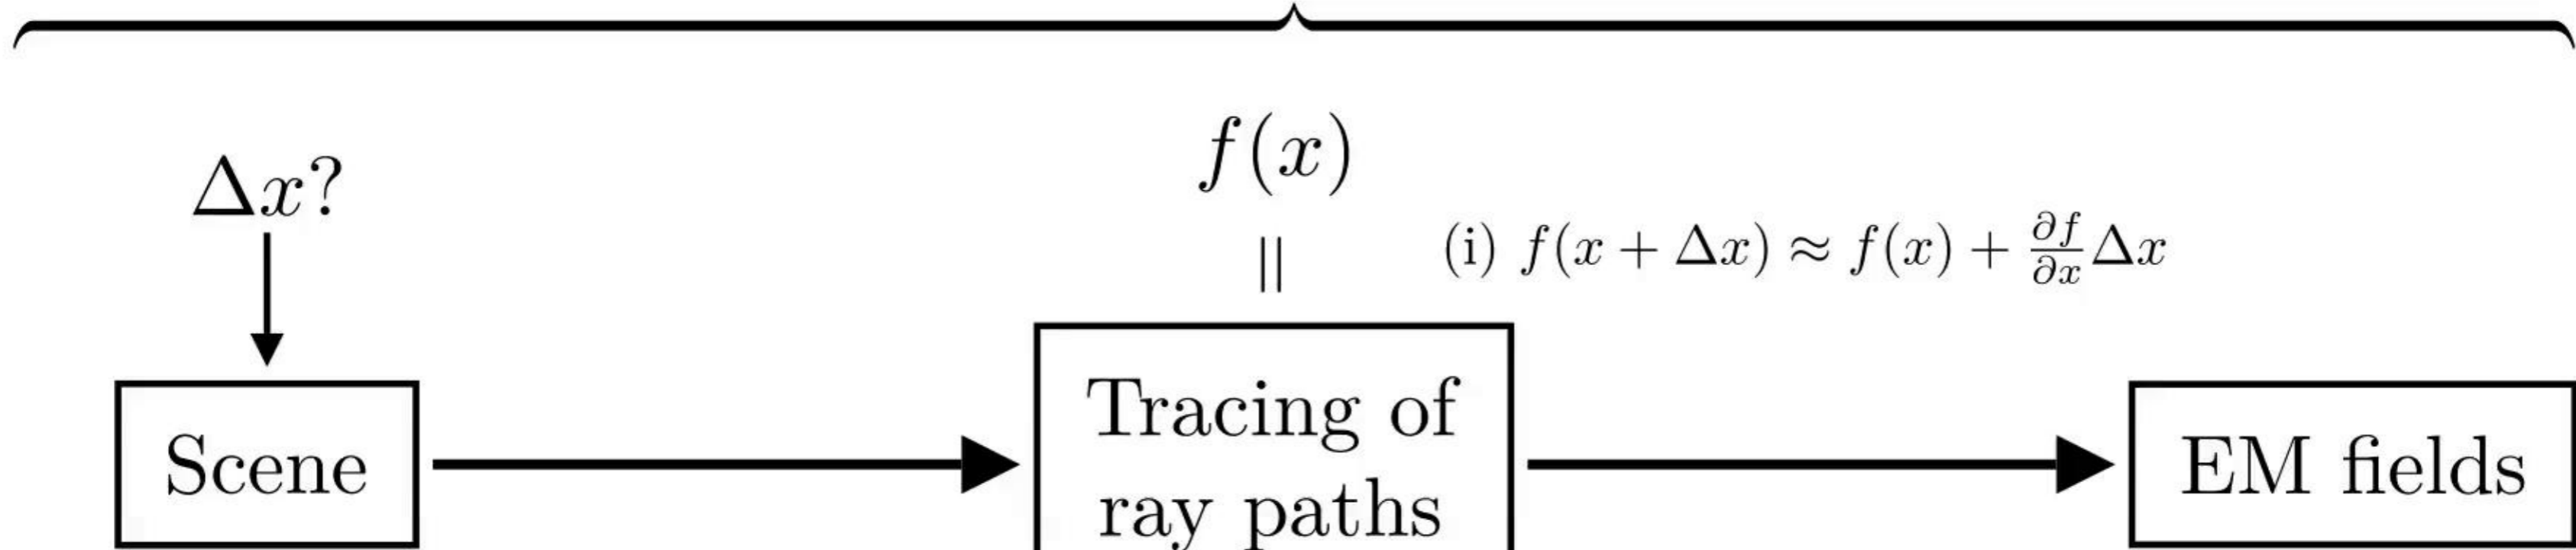 f(x)
Δx?
|| (i) f(x + Δx) ≈ f(x) + ∂f/∂x Δx
Scene
Tracing of
ray paths
EM fields